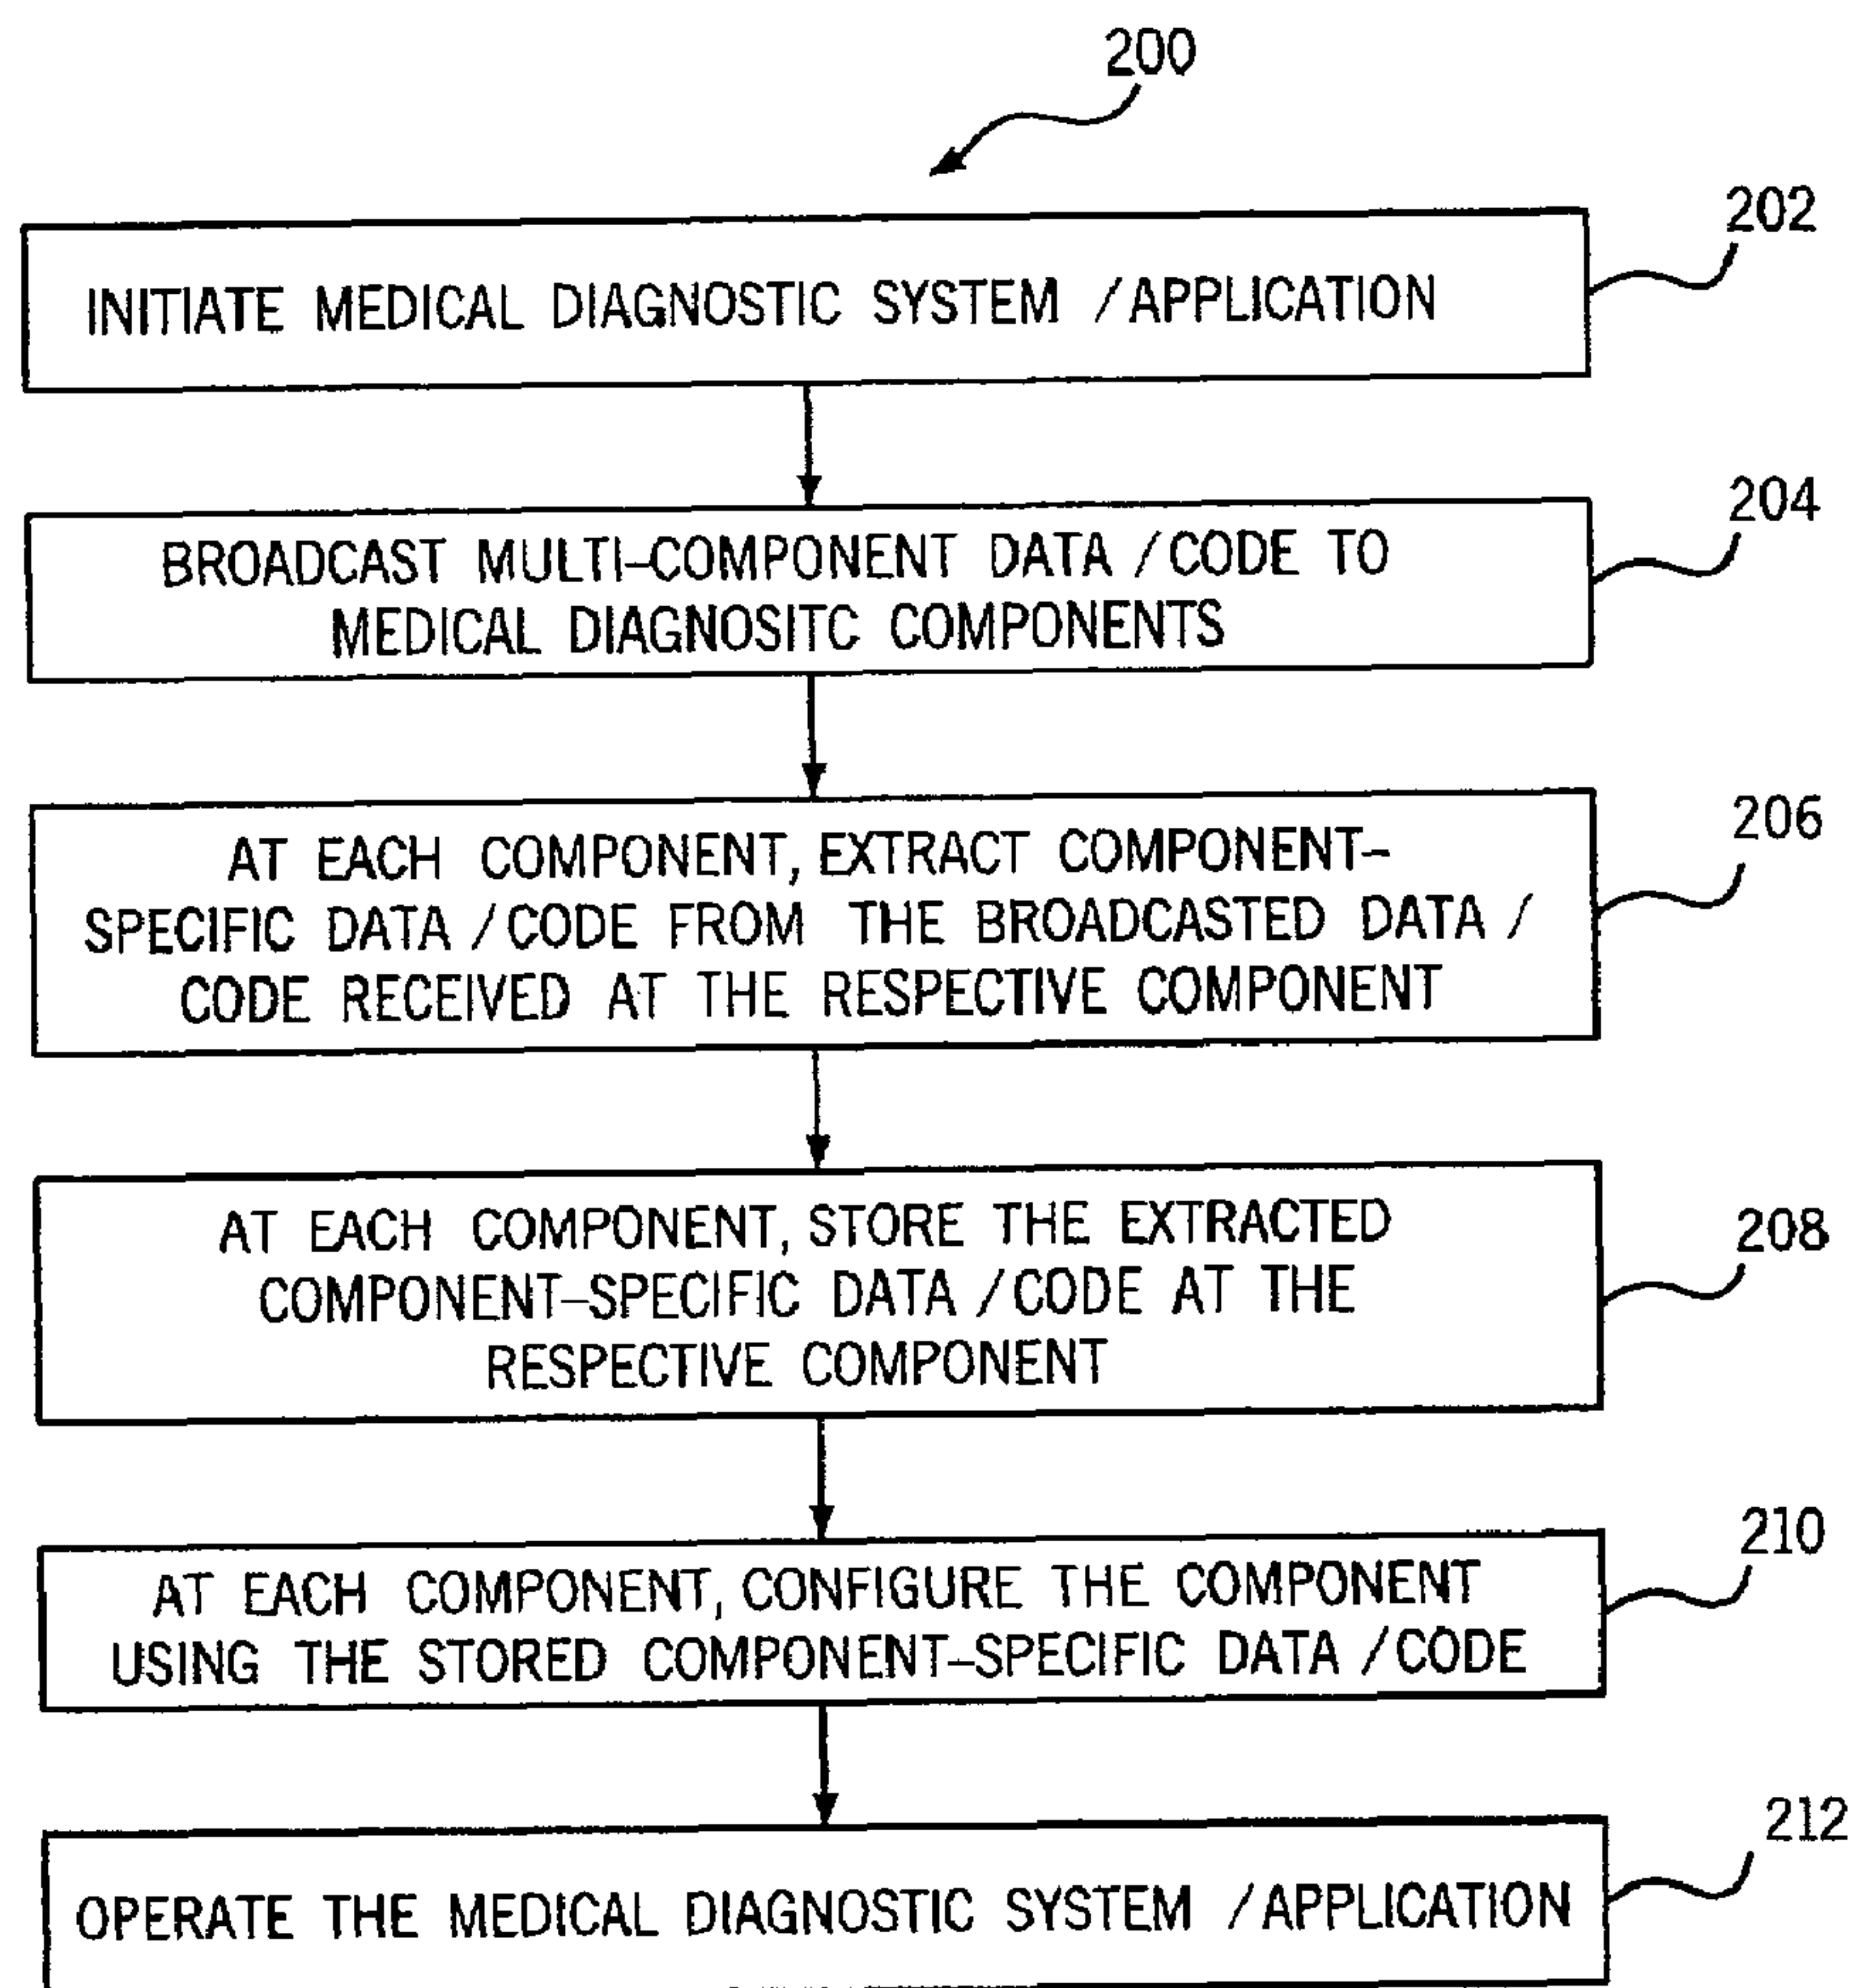 200
202
INITIATE MEDICAL DIAGNOSTIC SYSTEM /APPLICATION
204
BROADCAST MULTI-COMPONENT DATA /CODE TO
MEDICAL DIAGNOSITC COMPONENTS
206
AT EACH COMPONENT, EXTRACT COMPONENT-
SPECIFIC DATA /CODE FROM THE BROADCASTED DATA /
CODE RECEIVED AT THE RESPECTIVE COMPONENT
208
AT EACH COMPONENT, STORE THE EXTRACTED
COMPONENT-SPECIFIC DATA /CODE AT THE
RESPECTIVE COMPONENT
210
AT EACH COMPONENT, CONFIGURE THE COMPONENT
USING THE STORED COMPONENT-SPECIFIC DATA /CODE
212
OPERATE THE MEDICAL DIAGNOSTIC SYSTEM /APPLICATION